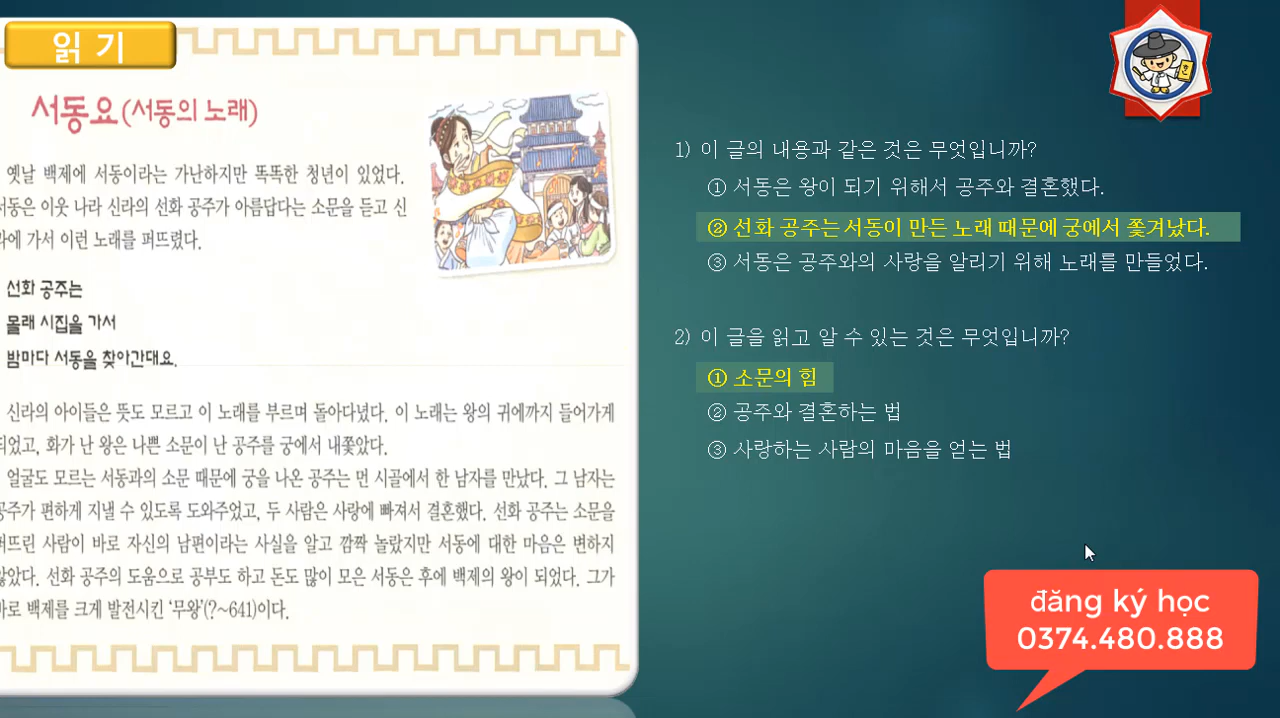 읽 기
서동요(서동의 노래)
옛날 백제에 서동이라는 가난하지만 똑똑한 청년이 있었다.
서동은 이웃 나라 신라의 선화 공주가 아름답다는 소문을 듣고 신
라에 가서 이런 노래를 퍼뜨렸다.
선화 공주는
몰래 시집을 가서
밤마다 서동을 찾아간대요.
신라의 아이들은 뜻도 모르고 이 노래를 부르며 돌아다녔다. 이 노래는 왕의 귀에까지 들어가게
되었고, 화가 난 왕은 나쁜 소문이 난 공주를 궁에서 내쫓았다.
얼굴도 모르는 서동과의 소문 때문에 궁을 나온 공주는 먼 시골에서 한 남자를 만났다. 그 남자는
공주가 편하게 지낼 수 있도록 도와주었고, 두 사람은 사랑에 빠져서 결혼했다. 선화 공주는 소문을
퍼뜨린 사람이 바로 자신의 남편이라는 사실을 알고 깜짝 놀랐지만 서동에 대한 마음은 변하지
않았다. 선화 공주의 도움으로 공부도 하고 돈도 많이 모은 서동은 후에 백제의 왕이 되었다. 그가
바로 백제를 크게 발전시킨 '무왕'(?~641)이다.
1) 이 글의 내용과 같은 것은 무엇입니까?
① 서동은 왕이 되기 위해서 공주와 결혼했다.
② 선화 공주는 서동이 만든 노래 때문에 궁에서 쫓겨났다.
③ 서동은 공주와의 사랑을 알리기 위해 노래를 만들었다.
2) 이 글을 읽고 알 수 있는 것은 무엇입니까?
① 소문의 힘
② 공주와 결혼하는 법
③ 사랑하는 사람의 마음을 얻는 법
đăng ký học
0374.480.888